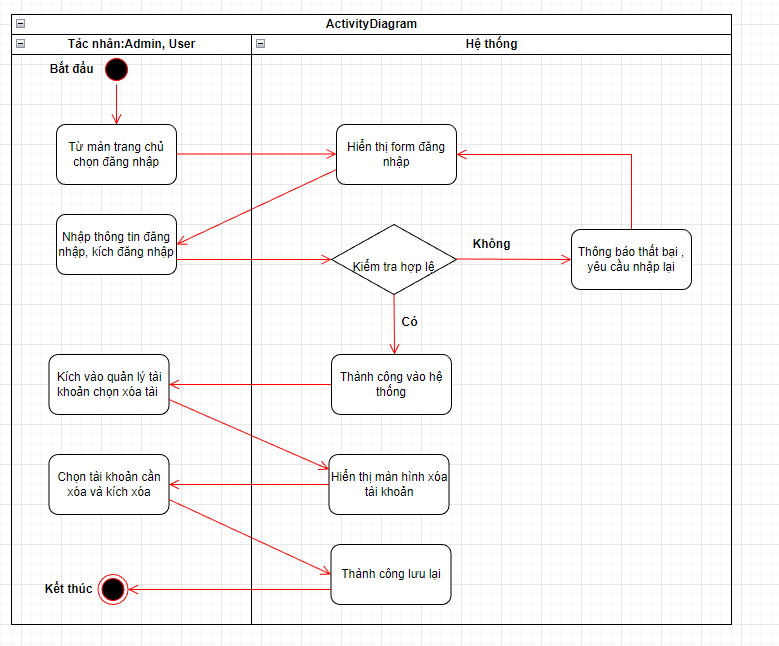 ActivityDiagram
Tác nhân:Admin, User
Hệ thống
Bắt đầu
Từ màn trang chủ
chọn đăng nhập
Hiển thị form đăng
nhập
Nhập thông tin đăng
nhập, kích đăng nhập
Kiểm tra hợp lệ
Không
Thông báo thất bại ,
yêu cầu nhập lại
Có
Kích vào quản lý tài
khoản chọn xóa tài
Thành công vào hệ
thống
Chọn tài khoản cần
xóa và kích xóa
Hiển thị màn hình xóa
tài khoản
Thành công lưu lại
Kết thúc